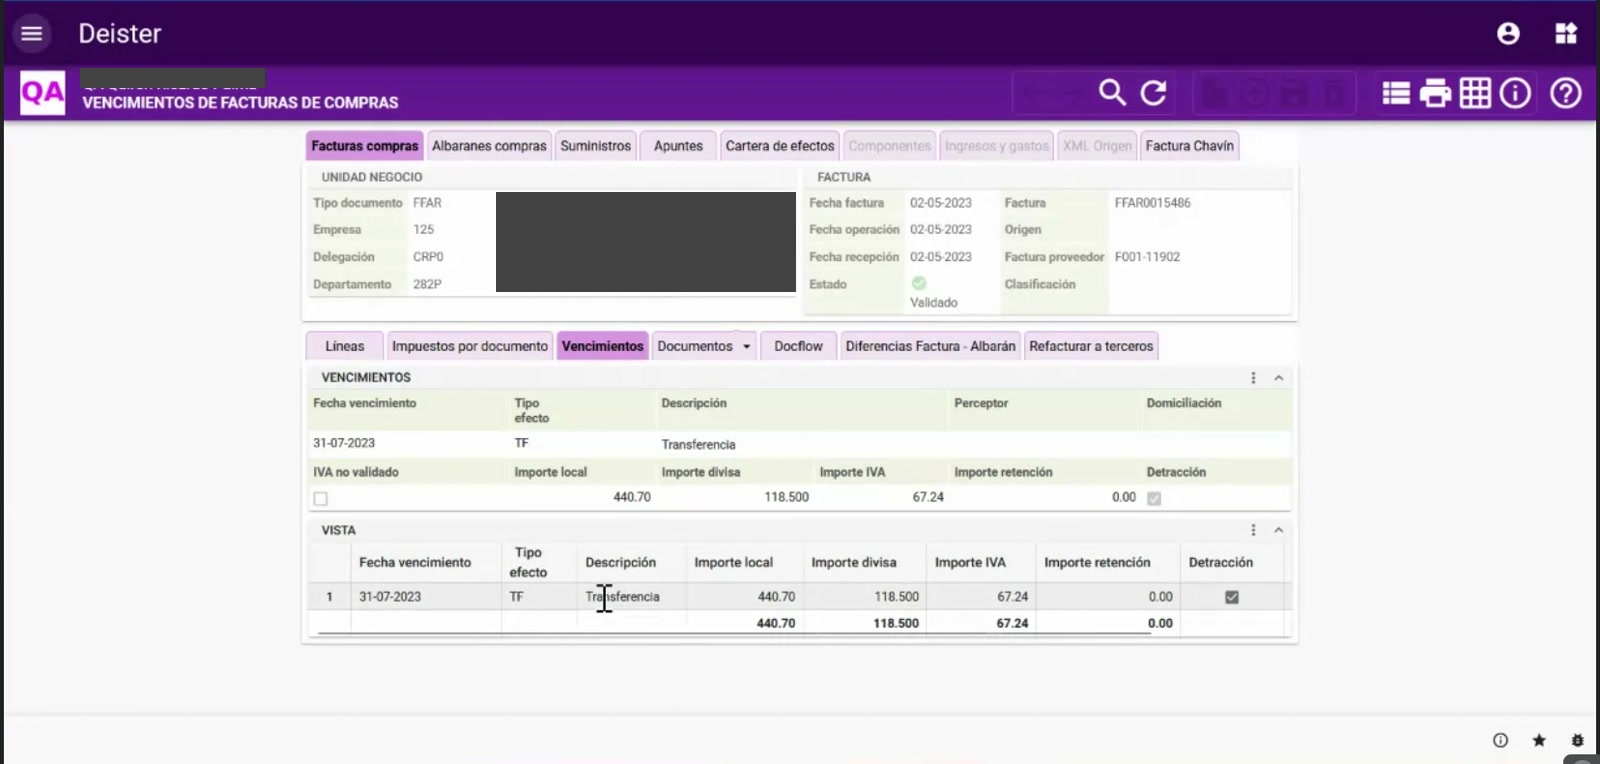 Deister
QA
VENCIMIENTOS DE FACTURAS DE COMPRAS
Facturas compras Albaranes compras Suministros Apuntes Cartera de efectos Componentes Ingresos y gastos XML Origen Factura Chavín
UNIDAD NEGOCIO FACTURA
Tipo documento FFAR Fecha factura 02-05-2023 Factura FFAR0015486
Empresa 125 Fecha operación 02-05-2023 Origen
Delegación CRP0 Fecha recepción 02-05-2023 Factura proveedor F001-11902
Departamento 282P Estado Clasificación
Validado
Líneas Impuestos por documento Vencimientos Documentos Docflow Diferencias Factura - Albarán Refacturar a terceros
VENCIMIENTOS
Fecha vencimiento Tipo efecto Descripción Perceptor Domiciliación
31-07-2023 TF Transferencia
IVA no validado Importe local Importe divisa Importe IVA Importe retención Detracción
440.70 118.500 67.24 0.00
VISTA
Fecha vencimiento Tipo efecto Descripción Importe local Importe divisa Importe IVA Importe retención Detracción
1 31-07-2023 TF Transferencia 440.70 118.500 67.24 0.00
440.70 118.500 67.24 0.00